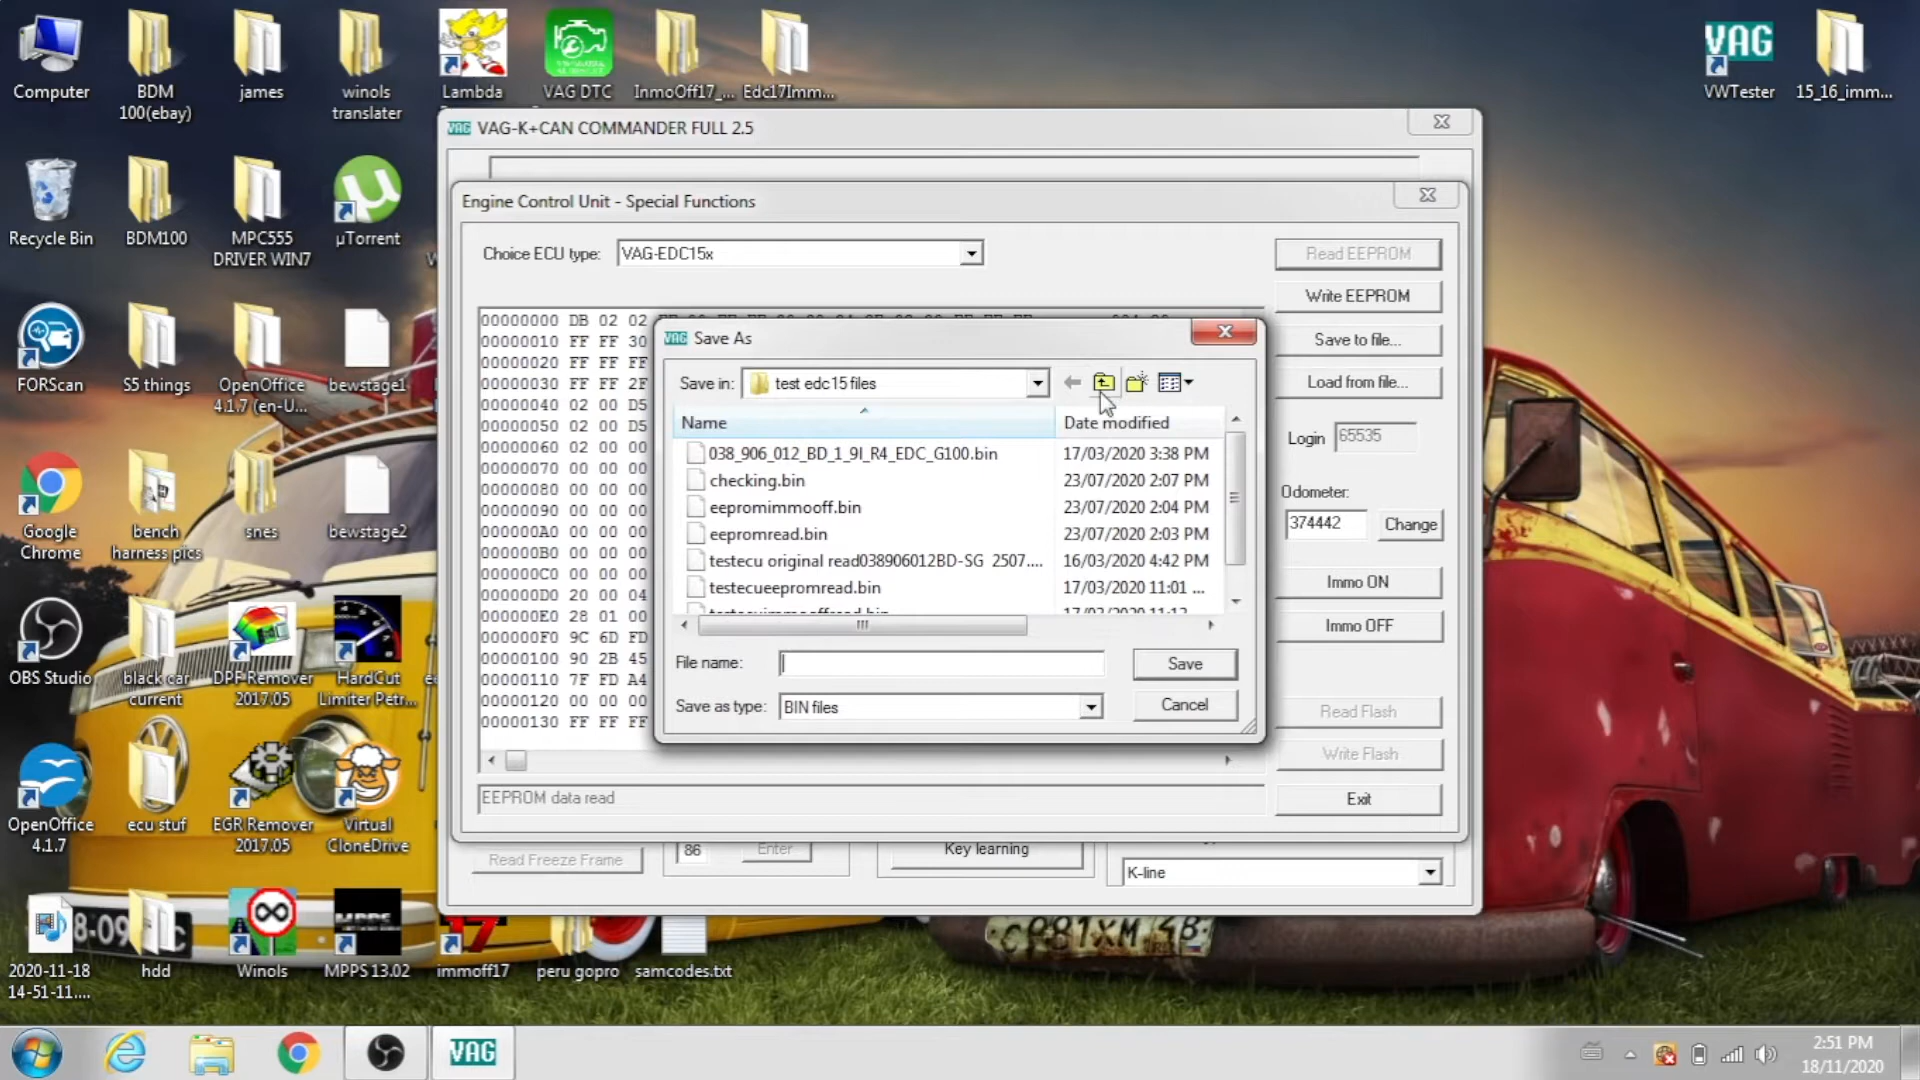 Computer
BDM
100(ebay)
james
winols
translater
Lambda
VAG DTC
InmoOff17_...
Edc17Imm...
VAG
VWTester
15_16_imm...
Recycle Bin
BDM100
MPC555
DRIVER WIN7
µTorrent
FORScan
S5 things
OpenOffice
4.1.7 (en-U...
bewstage1
Google
Chrome
bench
harness pics
snes
bewstage2
OBS Studio
black car
current
DPF Remover
2017.05
HardCut
Limiter Petr...
OpenOffice
4.1.7
ecu stuf
EGR Remover
2017.05
Virtual
CloneDrive
2020-11-18
14-51-11....
hdd
Winols
MPPS 13.02
immoff17
peru gopro
samcodes.txt
VAG VAG-K+CAN COMMANDER FULL 2.5
Engine Control Unit - Special Functions
Choice ECU type: VAG-EDC15x
00000000 DB 02 02
00000010 FF FF 30
00000020 FF FF FF
00000030 FF FF 2F
00000040 02 00 D5
00000050 02 00 D5
00000060 02 00 00
00000070 00 00 00
00000080 00 00 00
00000090 00 00 00
000000A0 00 00 00
000000B0 00 00 00
000000C0 00 00 00
000000D0 20 00 04
000000E0 28 01 00
000000F0 9C 6D FD
00000100 90 2B 45
00000110 7F FD A4
00000120 00 00 00
00000130 FF FF FF
EEPROM data read
Read EEPROM
Write EEPROM
Save to file...
Load from file...
Login 65535
Odometer:
374442 Change
Immo ON
Immo OFF
Read Flash
Write Flash
Exit
VAG Save As
Save in: test edc15 files
Name Date modified
038_906_012_BD_1_9l_R4_EDC_G100.bin 17/03/2020 3:38 PM
checking.bin 23/07/2020 2:07 PM
eepromimmooff.bin 23/07/2020 2:04 PM
eepromread.bin 23/07/2020 2:03 PM
testecu original read038906012BD-SG 2507.... 16/03/2020 4:42 PM
testecueepromread.bin 17/03/2020 11:01 ...
File name: Save
Save as type: BIN files Cancel
Read Freeze Frame
86 Enter
Key learning
K-line
VAG
2:51 PM
18/11/2020